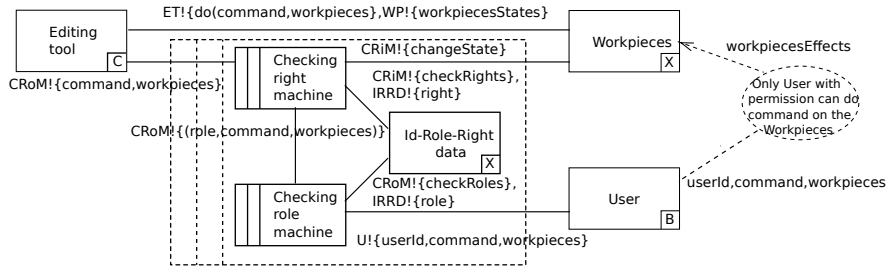 ET!{do(command,workpieces},WP!{workpiecesStates}
Editing
tool
C
CRoM!{command,workpieces}
Checking
right
machine
CRiM!{changeState}
Workpieces
X
workpiecesEffects
CRiM!{checkRights},
IRRD!{right}
Only User with
permission can do
command on the
Workpieces
CRoM!{(role,command,workpieces)}
Id-Role-Right
data
X
Checking
role
machine
CRoM!{checkRoles},
IRRD!{role}
User
B
userId,command,workpieces
U!{userId,command,workpieces}